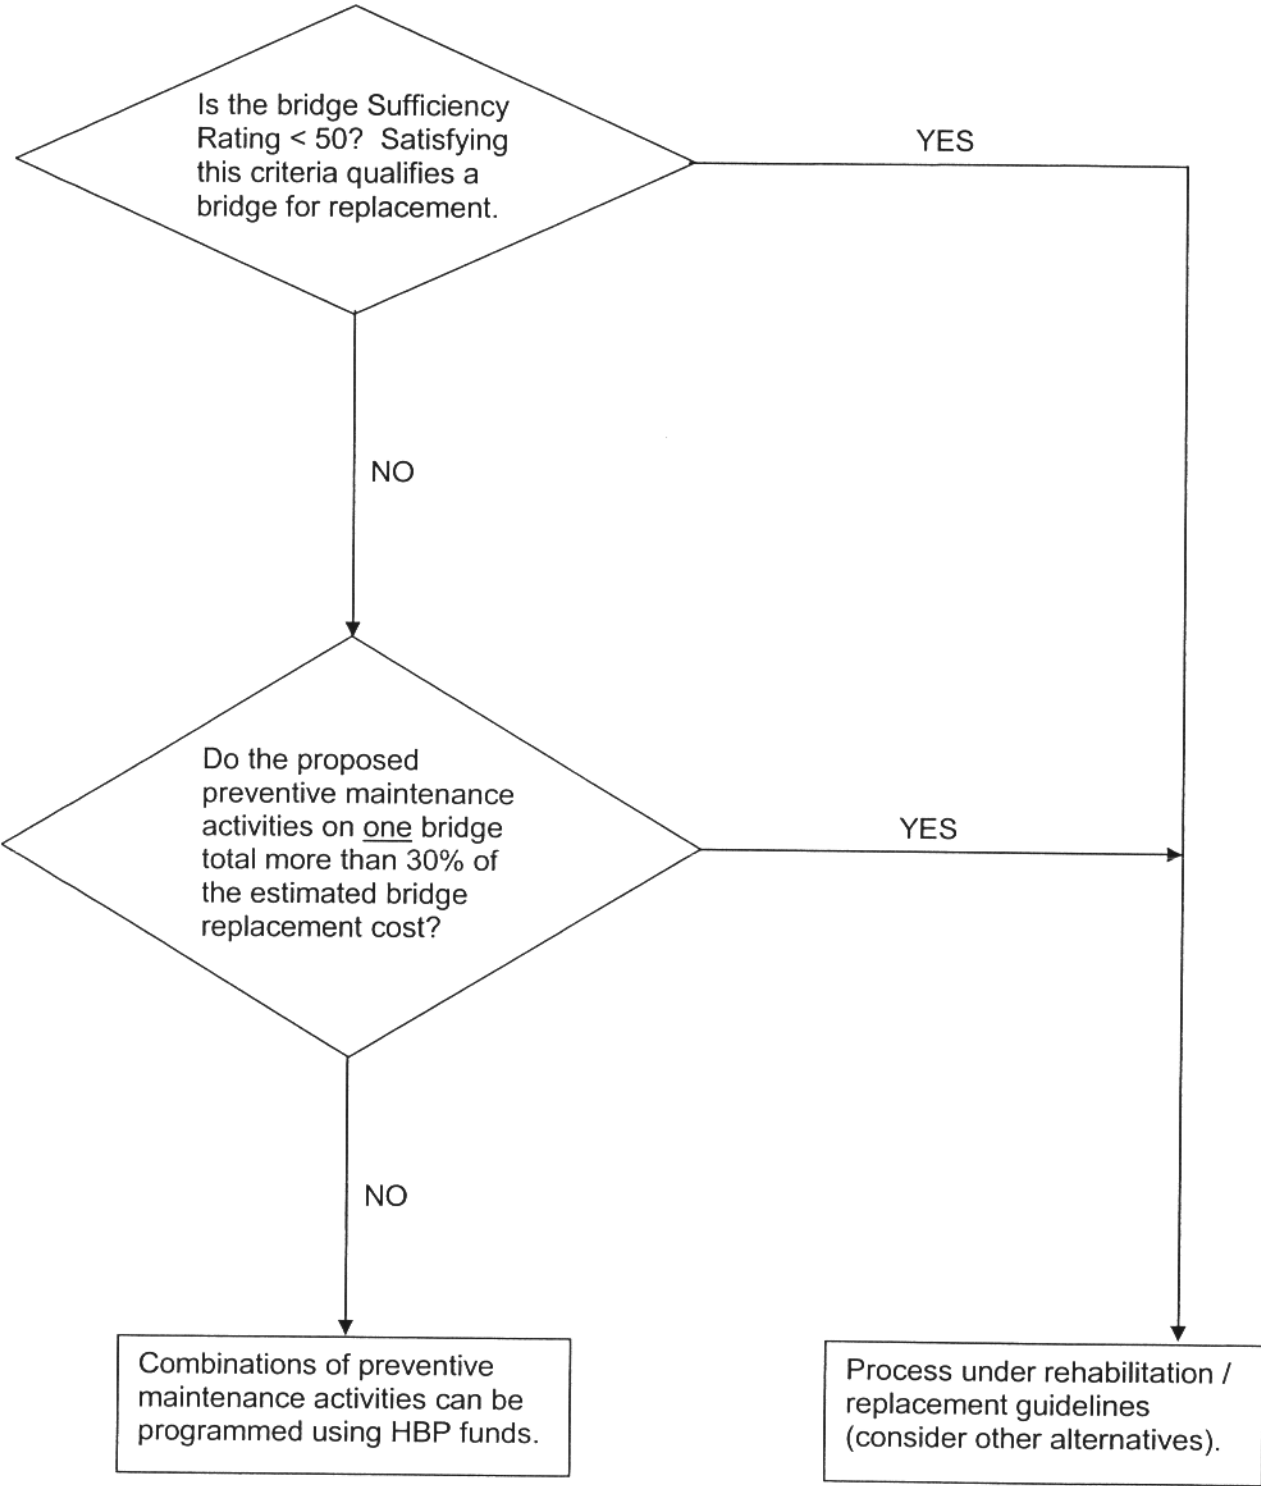 Is the bridge Sufficiency
Rating < 50?  Satisfying
this criteria qualifies a
bridge for replacement.
YES
NO
Do the proposed
preventive maintenance
activities on one bridge
total more than 30% of
the estimated bridge
replacement cost?
YES
NO
Combinations of preventive
maintenance activities can be
programmed using HBP funds.
Process under rehabilitation /
replacement guidelines
(consider other alternatives).